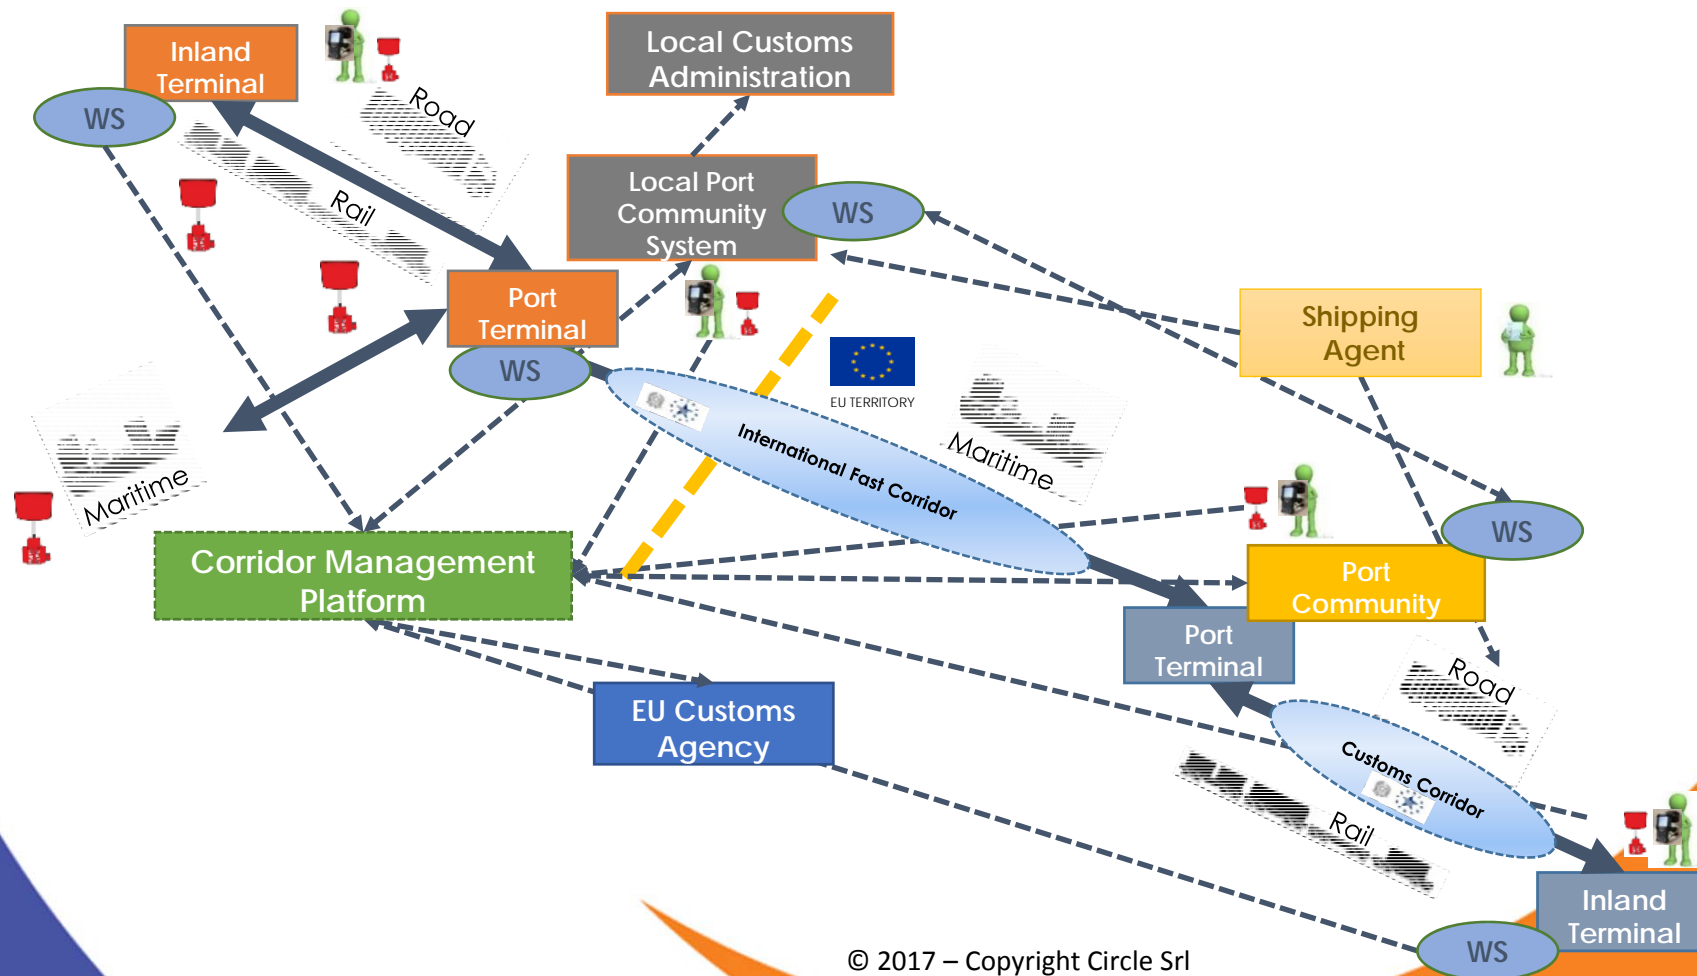 Inland
Terminal
WS
Road
Rail
Local Customs
Administration
Local Port
Community
System
WS
Port
Terminal
WS
Maritime
EU TERRITORY
International Fast Corridor
Maritime
Shipping
Agent
WS
Corridor Management
Platform
Port
Community
Port
Terminal
EU Customs
Agency
Road
Customs Corridor
Rail
Inland
Terminal
WS
© 2017 – Copyright Circle Srl